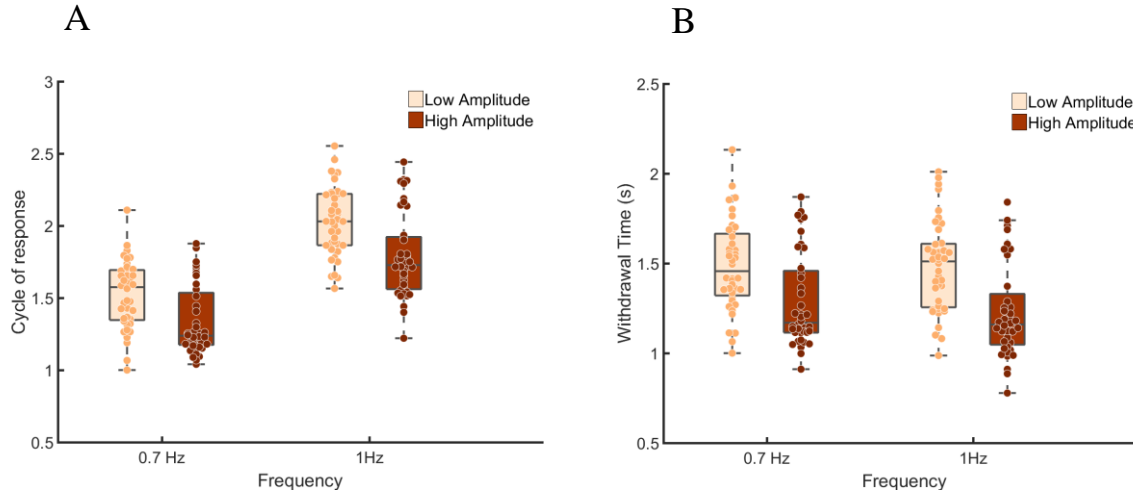 A
3
2.5
2
1.5
1
0.5
Cycle of response
Low Amplitude
High Amplitude
0.7 Hz
1Hz
Frequency
B
2.5
2
1.5
1
0.5
Withdrawal Time (s)
Low Amplitude
High Amplitude
0.7 Hz
1Hz
Frequency